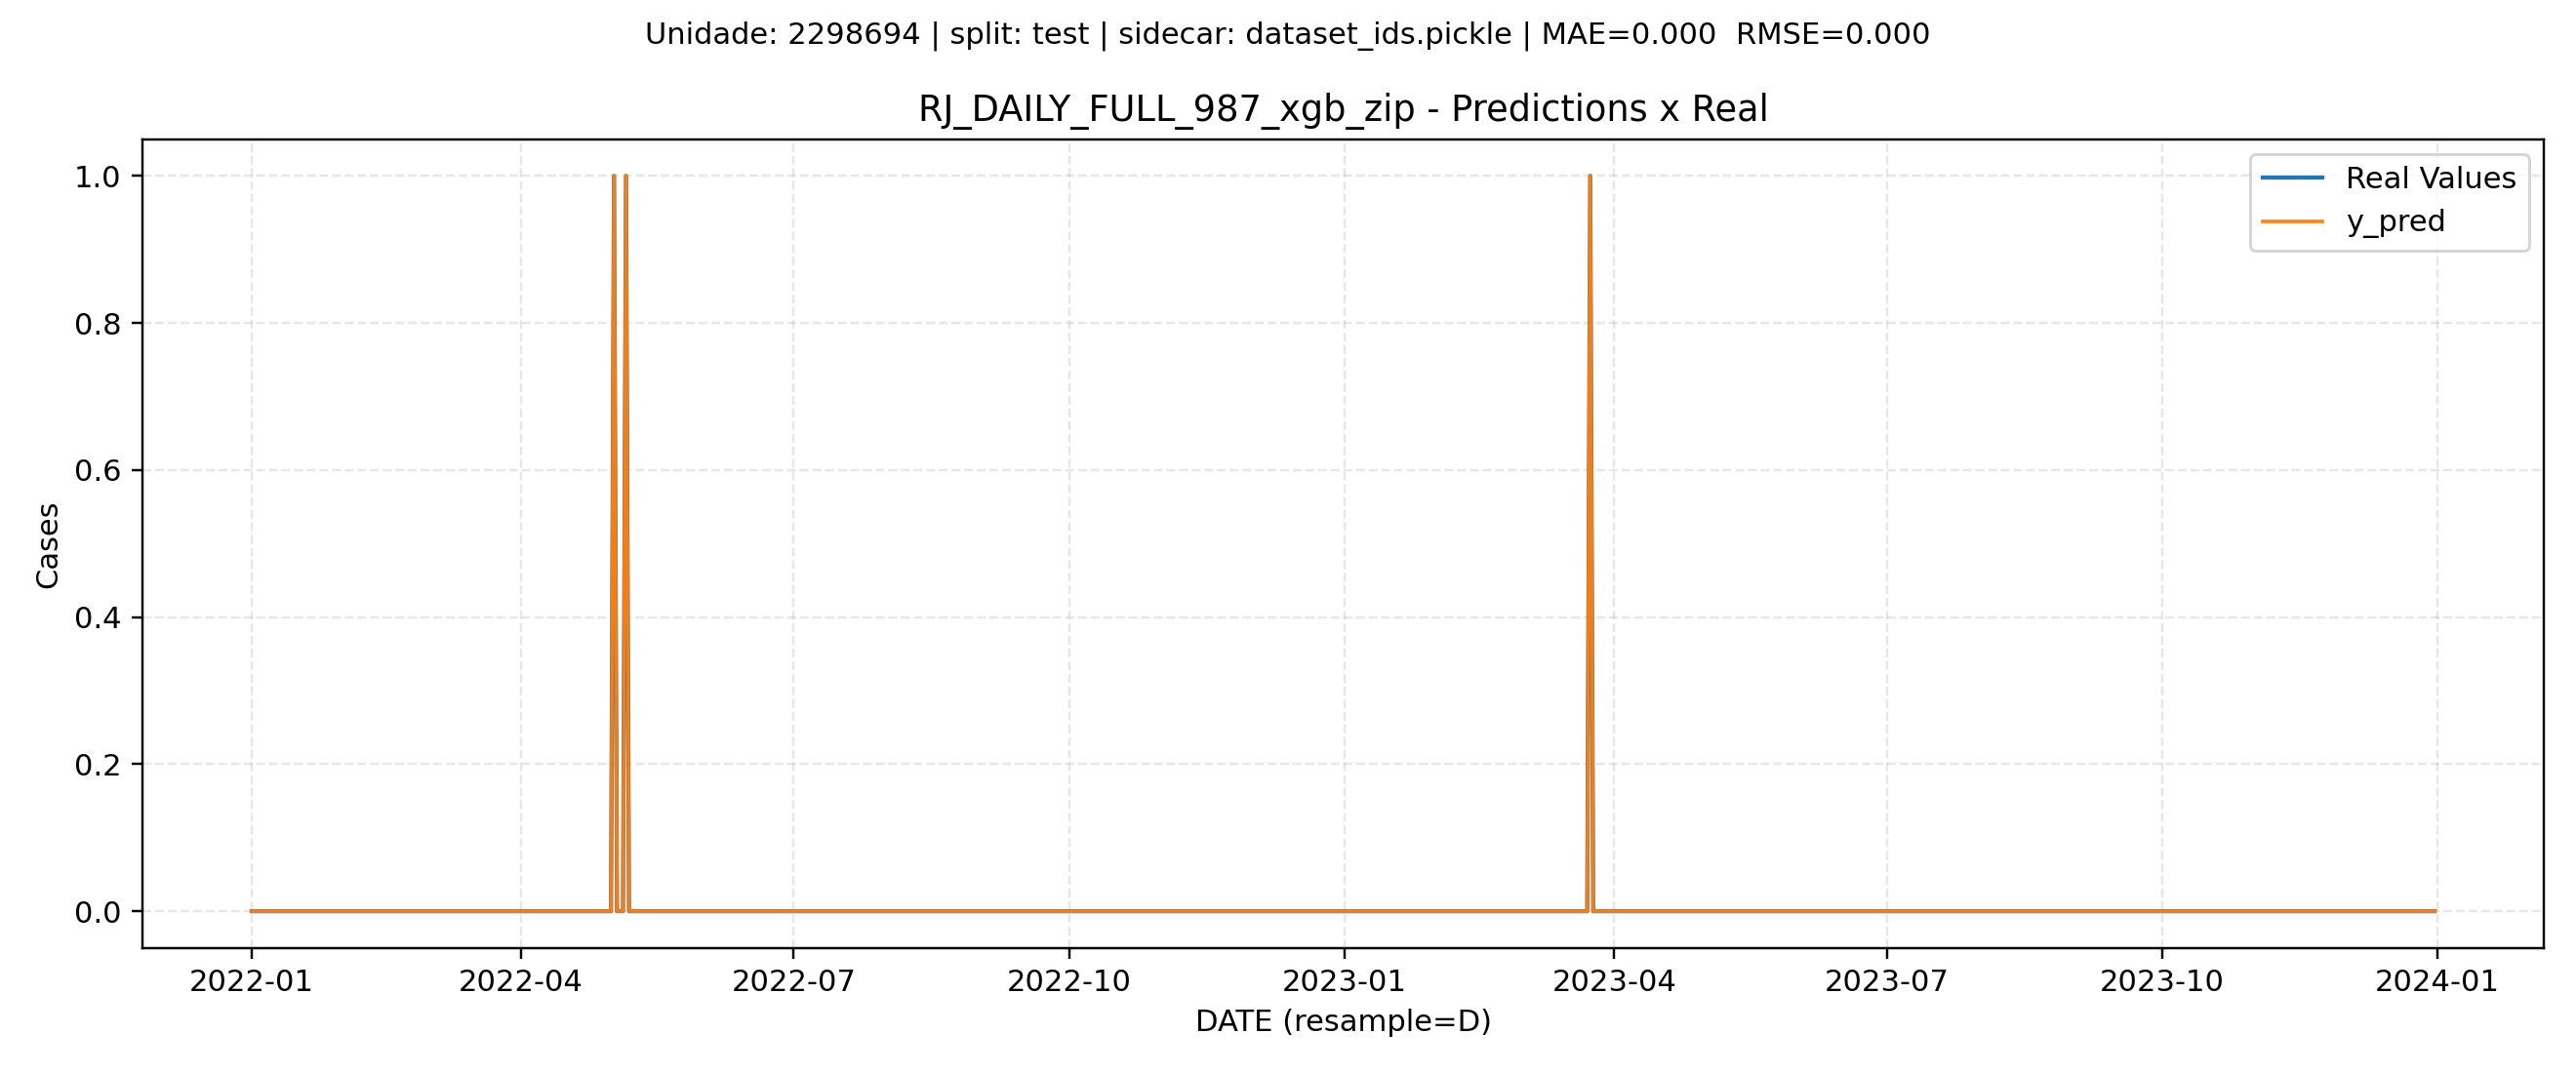 Unidade: 2298694 | split: test | sidecar: dataset_ids.pickle | MAE=0.000  RMSE=0.000
RJ_DAILY_FULL_987_xgb_zip - Predictions x Real
Real Values
y_pred
1.0
0.8
0.6
0.4
0.2
0.0
Cases
2022-01 2022-04 2022-07 2022-10 2023-01 2023-04 2023-07 2023-10 2024-01
DATE (resample=D)